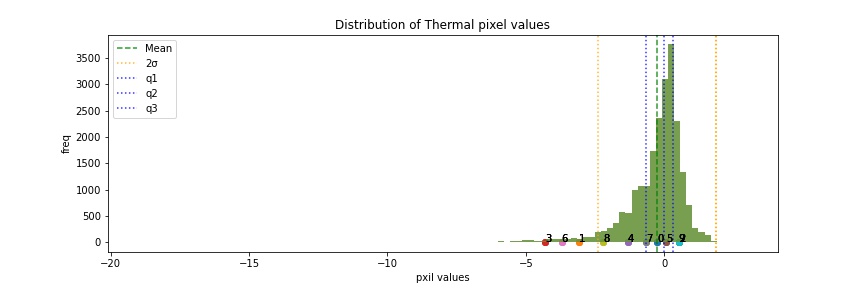 Distribution of Thermal pixel values
Mean
2σ
q1
q2
q3
freq
3500
3000
2500
2000
1500
1000
500
0
3 6 1 8 4 7 0 5 9
−20 −15 −10 −5 0
pxil values